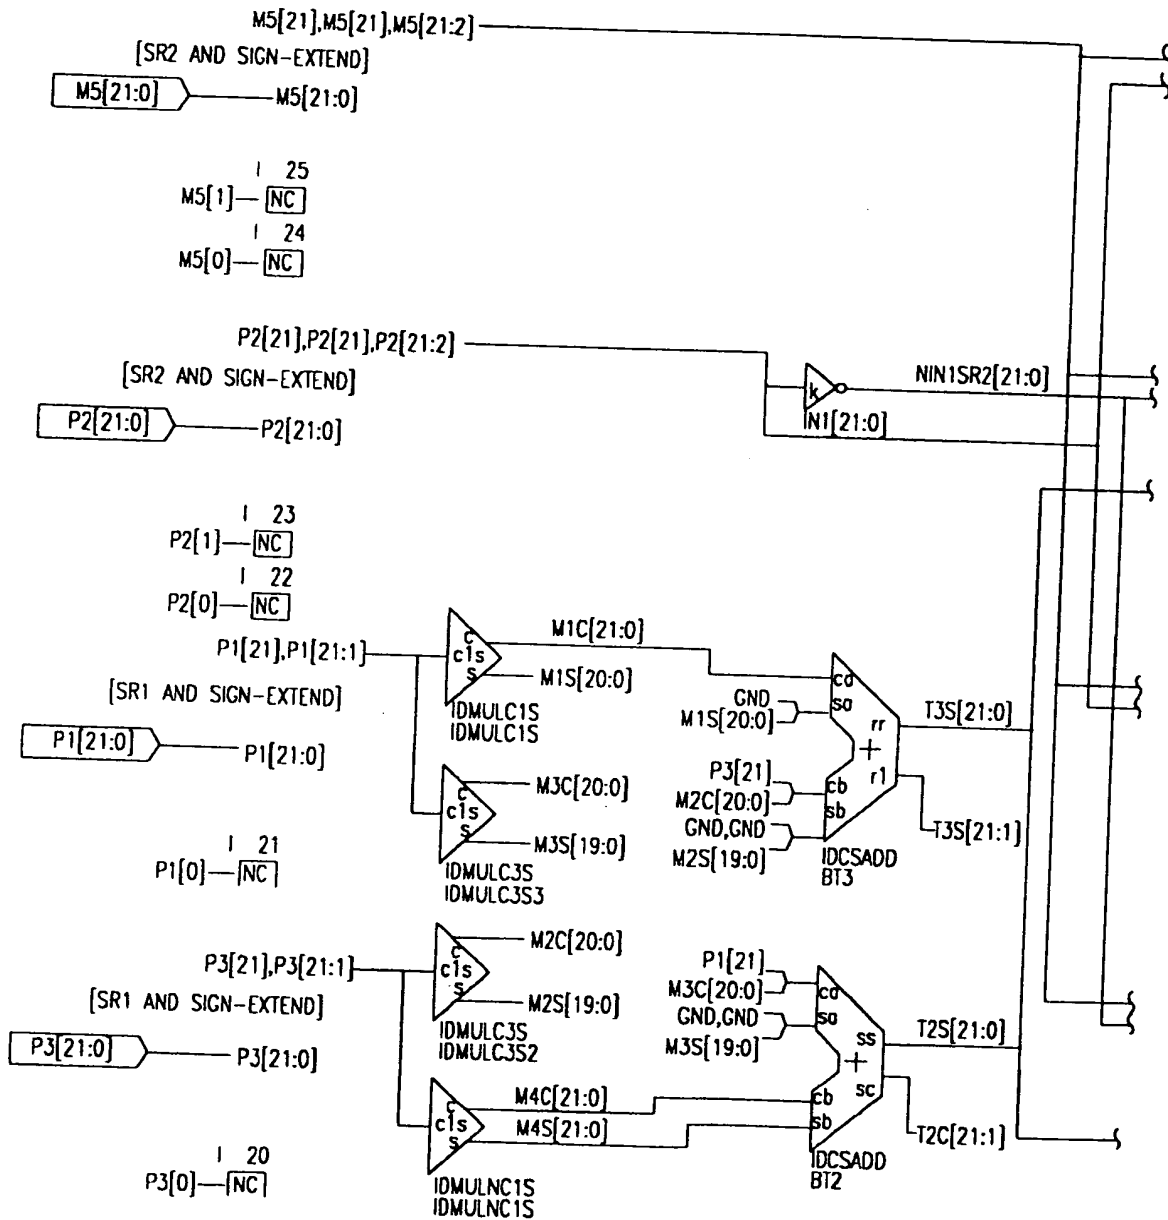 M5[21],M5[21],M5[21:2]
[SR2 AND SIGN-EXTEND]
M5[21:0] M5[21:0]
I 25
M5[1] NC
I 24
M5[0] NC
P2[21],P2[21],P2[21:2]
[SR2 AND SIGN-EXTEND]
k
NIN1SR2[21:0]
IN1[21:0]
P2[21:0] P2[21:0]
I 23
P2[1] NC
I 22
P2[0] NC
P1[21],P1[21:1]
c
c1s
s
M1C[21:0]
M1S[20:0]
IDMULC1S
IDMULC1S
[SR1 AND SIGN-EXTEND]
P1[21:0] P1[21:0]
c
c1s
s
M3C[20:0]
M3S[19:0]
IDMULC3S
IDMULC3S3
GND
M1S[20:0]
P3[21]
M2C[20:0]
GND,GND
M2S[19:0]
ca
sa
rr
+
cb
r1
sb
T3S[21:0]
T3S[21:1]
IDCSADD
BT3
I 21
P1[0] NC
P3[21],P3[21:1]
c
c1s
s
M2C[20:0]
M2S[19:0]
IDMULC3S
IDMULC3S2
[SR1 AND SIGN-EXTEND]
P3[21:0] P3[21:0]
P1[21]
M3C[20:0]
GND,GND
M3S[19:0]
ca
sa
ss
+
cb
sc
sb
T2S[21:0]
T2C[21:1]
IDCSADD
BT2
c
c1s
s
M4C[21:0]
M4S[21:0]
IDMULNC1S
IDMULNC1S
I 20
P3[0] NC